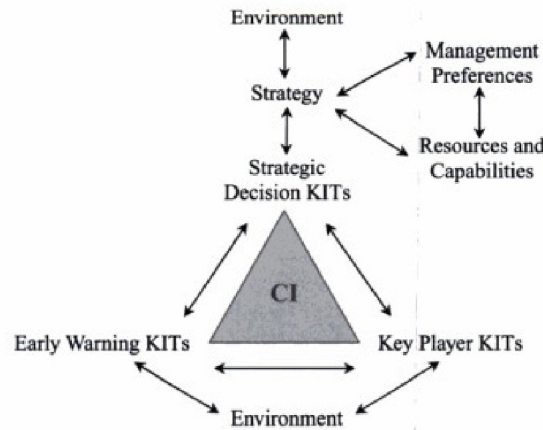 Environment
Management
Preferences
Strategy
Resources and
Capabilities
Strategic
Decision KITs
CI
Early Warning KITs
Key Player KITs
Environment